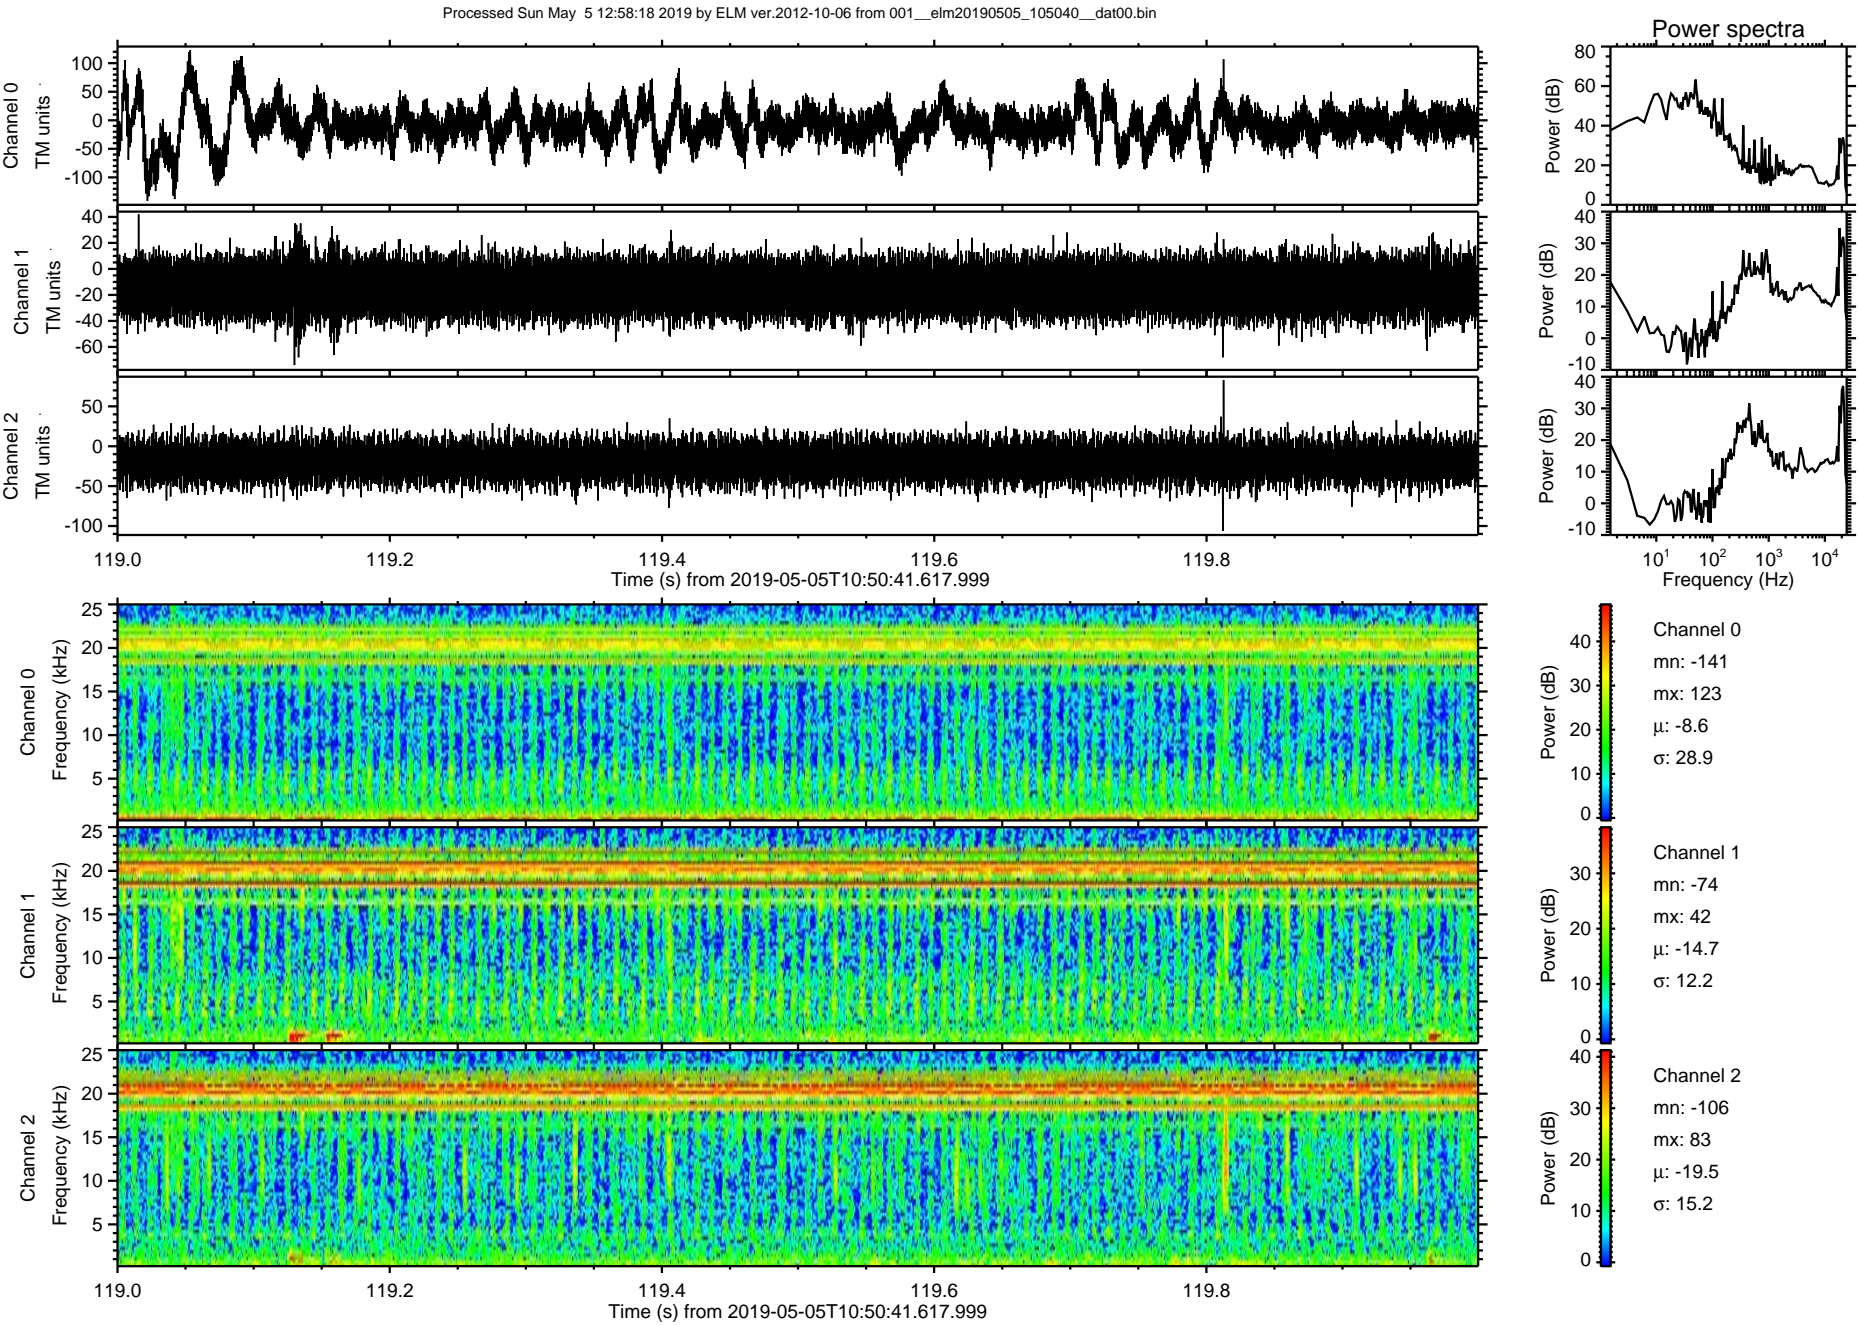 Processed Sun May  5 12:58:18 2019 by ELM ver.2012-10-06 from 001__elm20190505_105040__dat00.bin
Power spectra
Channel 0
TM units
100
50
0
-50
-100
Power (dB)
80
60
40
20
0
Channel 1
TM units
40
20
0
-20
-40
-60
Power (dB)
40
30
20
10
0
-10
Channel 2
TM units
50
0
-50
-100
Power (dB)
40
30
20
10
0
-10
119.0 119.2 119.4 119.6 119.8
Time (s) from 2019-05-05T10:50:41.617.999
10^1 10^2 10^3 10^4
Frequency (Hz)
Channel 0
Frequency (kHz)
25
20
15
10
5
Power (dB)
40
30
20
10
0
Channel 0
mn: -141
mx: 123
μ: -8.6
σ: 28.9
Channel 1
Frequency (kHz)
25
20
15
10
5
Power (dB)
30
20
10
0
Channel 1
mn: -74
mx: 42
μ: -14.7
σ: 12.2
Channel 2
Frequency (kHz)
25
20
15
10
5
Power (dB)
40
30
20
10
0
Channel 2
mn: -106
mx: 83
μ: -19.5
σ: 15.2
119.0 119.2 119.4 119.6 119.8
Time (s) from 2019-05-05T10:50:41.617.999